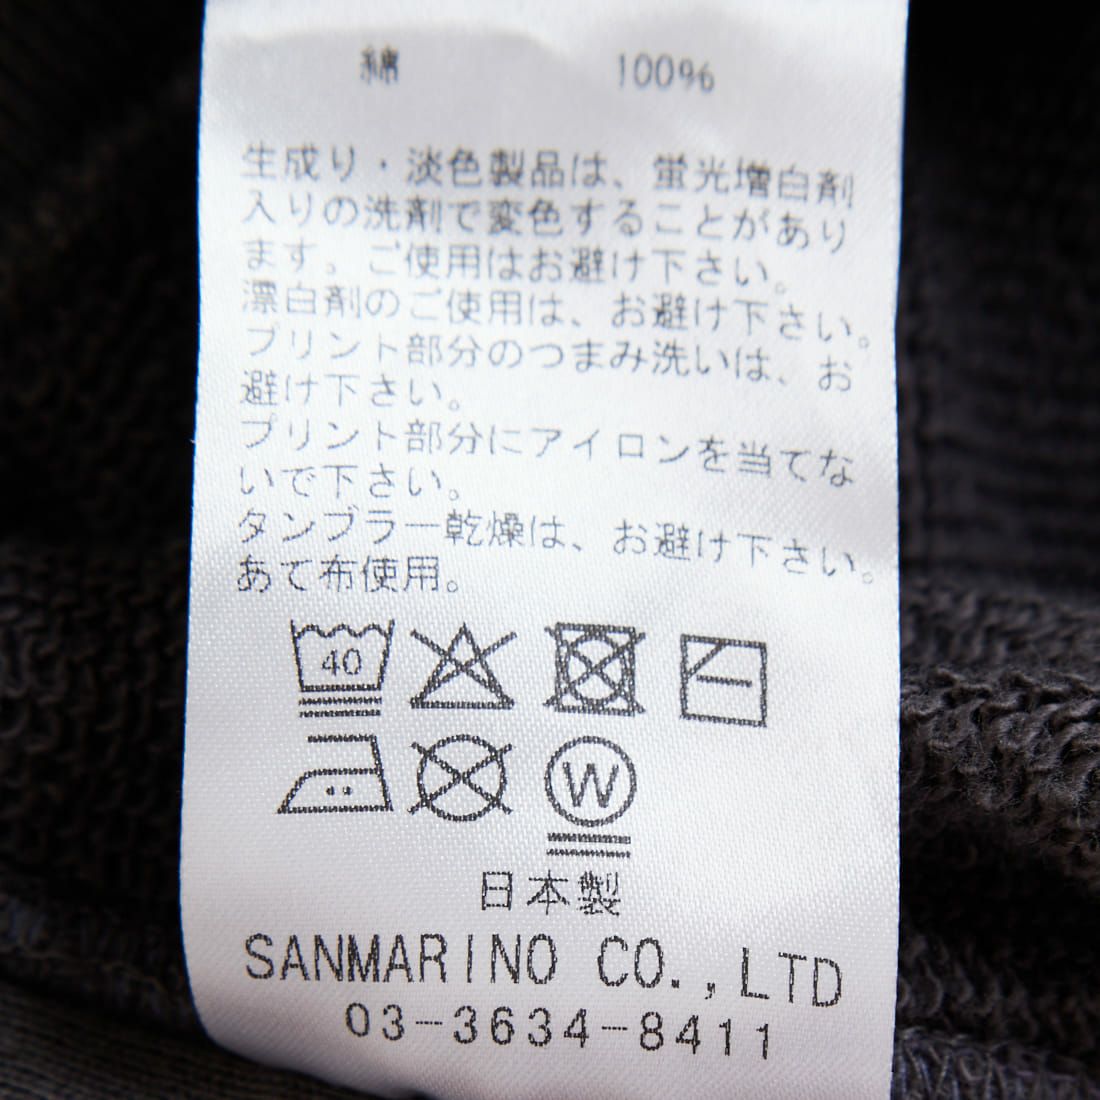 綿 100%
生成り・淡色製品は、蛍光増白剤
入りの洗剤で変色することがあり
ます。ご使用はお避け下さい。
漂白剤のご使用は、お避け下さい。
プリント部分のつまみ洗いは、お
避け下さい。
プリント部分にアイロンを当てな
いで下さい。
タンブラー乾燥は、お避け下さい。
あて布使用。
40
W
日本製
SANMARINO CO.,LTD
03-3634-8411